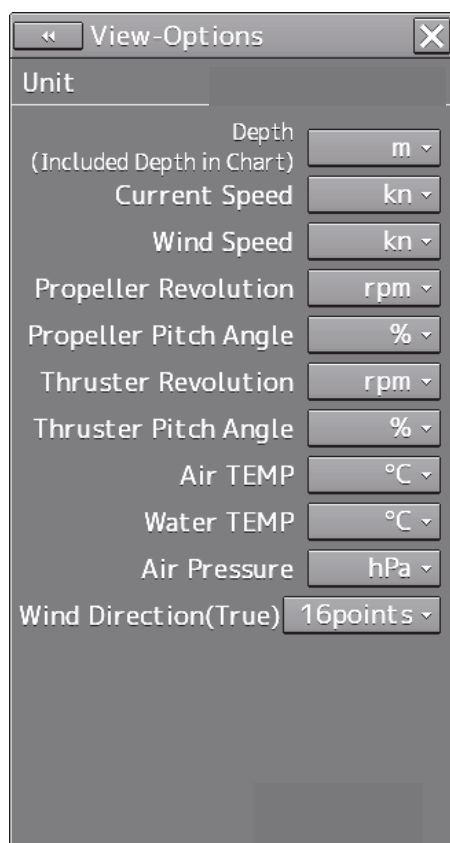 View-Options
Unit
Depth
(Included Depth in Chart) m
Current Speed kn
Wind Speed kn
Propeller Revolution rpm
Propeller Pitch Angle %
Thruster Revolution rpm
Thruster Pitch Angle %
Air TEMP °C
Water TEMP °C
Air Pressure hPa
Wind Direction(True) 16points